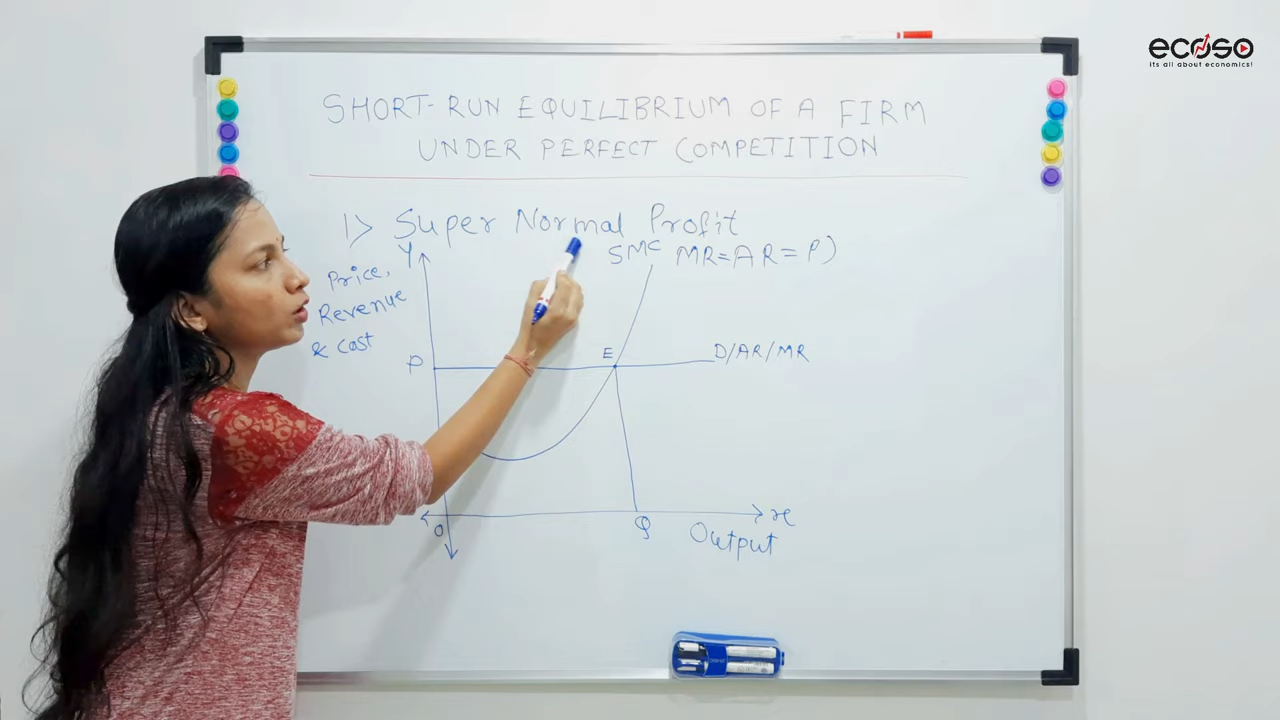 ecoso
its all about economics!
SHORT-RUN EQUILIBRIUM OF A FIRM
UNDER PERFECT COMPETITION
1> Super Normal Profit
Y
SMC MR=AR=P)
Price,
Revenue
& Cost
P
E
D/AR/MR
O
Q
x
Output